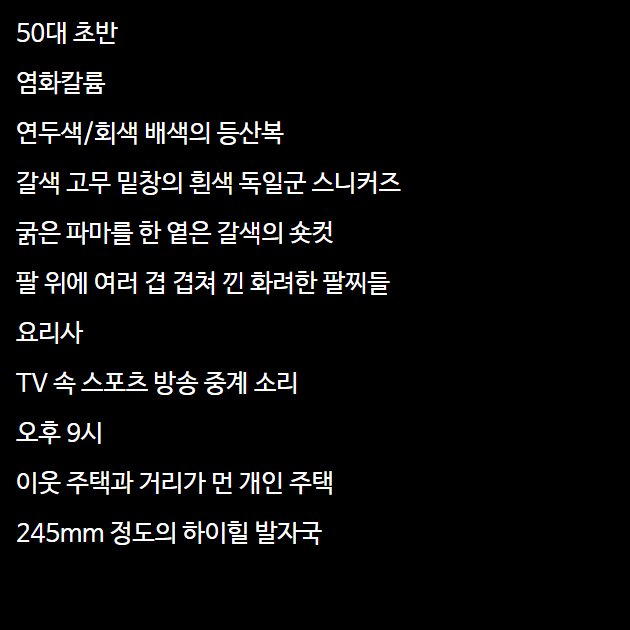 50대 초반
염화칼륨
연두색/회색 배색의 등산복
갈색 고무 밑창의 흰색 독일군 스니커즈
굵은 파마를 한 옅은 갈색의 숏컷
팔 위에 여러 겹 겹쳐 낀 화려한 팔찌들
요리사
TV 속 스포츠 방송 중계 소리
오후 9시
이웃 주택과 거리가 먼 개인 주택
245mm 정도의 하이힐 발자국